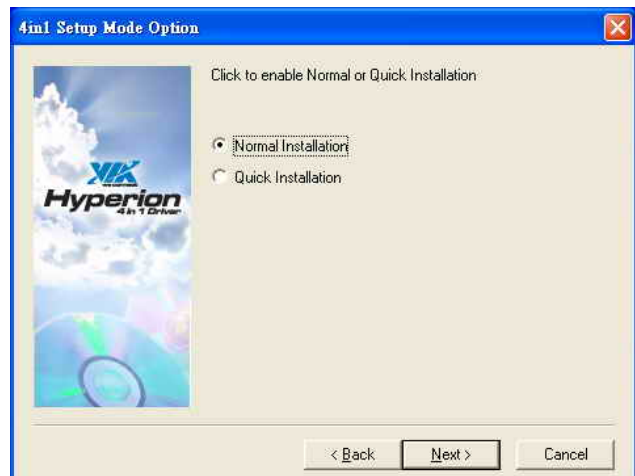 4in1 Setup Mode Option
Click to enable Normal or Quick Installation
Normal Installation
Quick Installation
VIA
Hyperion
4 in 1 Driver
< Back
Next >
Cancel